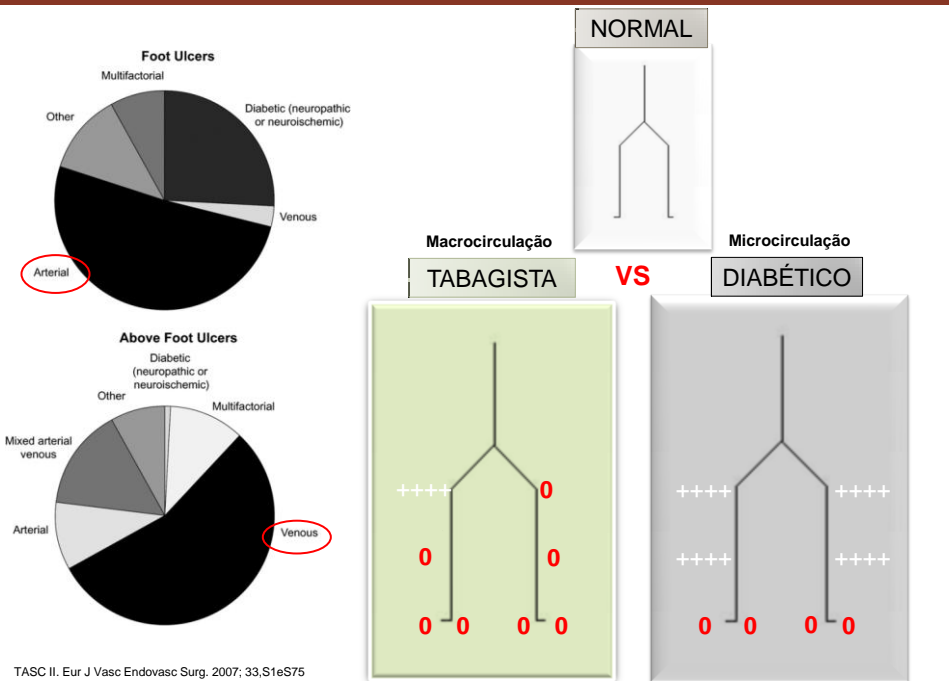 Foot Ulcers
Multifactorial
Other
Diabetic (neuropathic
or neuroischemic)
Venous
Arterial
Above Foot Ulcers
Diabetic
(neuropathic or
neuroischemic)
Other
Multifactorial
Mixed arterial
venous
Arterial
Venous
TASC II. Eur J Vasc Endovasc Surg. 2007; 33,S1eS75
NORMAL
Macrocirculação
Microcirculação
TABAGISTA
VS
DIABÉTICO
++++ 0
0 0
0 0 0 0
++++ ++++
++++ ++++
0 0 0 0